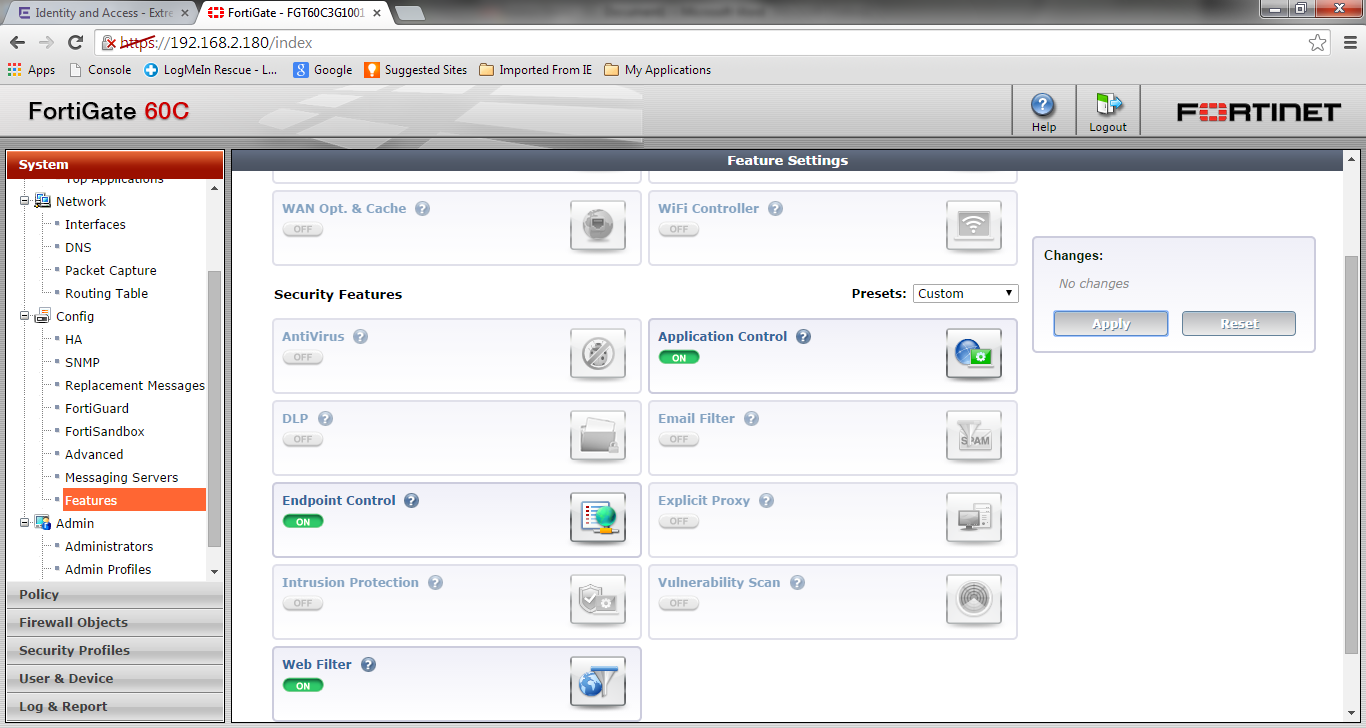 Identity and Access - Extre
FortiGate - FGT60C3G1001
https://192.168.2.180/index
Apps Console LogMeIn Rescue - L... Google Suggested Sites Imported From IE My Applications
FortiGate 60C
Help Logout FORTINET
System
Feature Settings
Top Applications
Network
Interfaces
DNS
Packet Capture
Routing Table
Config
HA
SNMP
Replacement Messages
FortiGuard
FortiSandbox
Advanced
Messaging Servers
Features
Admin
Administrators
Admin Profiles
Policy
Firewall Objects
Security Profiles
User & Device
Log & Report
WAN Opt. & Cache ?
OFF
WiFi Controller ?
OFF
Security Features
Presets: Custom
AntiVirus ?
OFF
Application Control ?
ON
DLP ?
OFF
Email Filter ?
OFF
SPAM
Endpoint Control ?
ON
Explicit Proxy ?
OFF
Intrusion Protection ?
OFF
Vulnerability Scan ?
OFF
Web Filter ?
ON
Changes:
No changes
Apply Reset